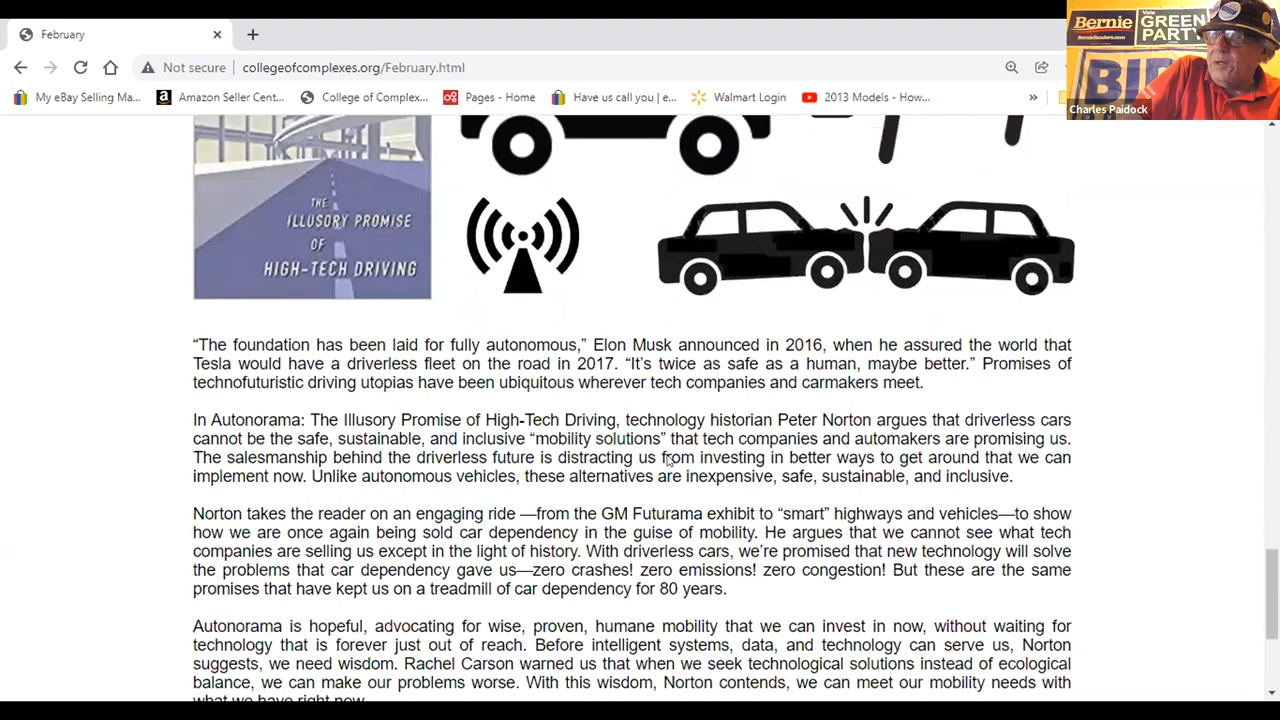 February
Not secure
collegeofcomplexes.org/February.html
My eBay Selling Ma...
Amazon Seller Cent...
College of Complex...
Pages - Home
Have us call you | e...
Walmart Login
2013 Models - How...
»
Bernie
BernieSanders.com
Vote
GREEN
PARTY
Charles Paidock
THE
ILLUSORY PROMISE
OF
HIGH-TECH DRIVING
“The foundation has been laid for fully autonomous,” Elon Musk announced in 2016, when he assured the world that
Tesla would have a driverless fleet on the road in 2017. “It’s twice as safe as a human, maybe better.” Promises of
technofuturistic driving utopias have been ubiquitous wherever tech companies and carmakers meet.
In Autonorama: The Illusory Promise of High-Tech Driving, technology historian Peter Norton argues that driverless cars
cannot be the safe, sustainable, and inclusive “mobility solutions” that tech companies and automakers are promising us.
The salesmanship behind the driverless future is distracting us from investing in better ways to get around that we can
implement now. Unlike autonomous vehicles, these alternatives are inexpensive, safe, sustainable, and inclusive.
Norton takes the reader on an engaging ride —from the GM Futurama exhibit to “smart” highways and vehicles—to show
how we are once again being sold car dependency in the guise of mobility. He argues that we cannot see what tech
companies are selling us except in the light of history. With driverless cars, we’re promised that new technology will solve
the problems that car dependency gave us—zero crashes! zero emissions! zero congestion! But these are the same
promises that have kept us on a treadmill of car dependency for 80 years.
Autonorama is hopeful, advocating for wise, proven, humane mobility that we can invest in now, without waiting for
technology that is forever just out of reach. Before intelligent systems, data, and technology can serve us, Norton
suggests, we need wisdom. Rachel Carson warned us that when we seek technological solutions instead of ecological
balance, we can make our problems worse. With this wisdom, Norton contends, we can meet our mobility needs with
what we have right now.